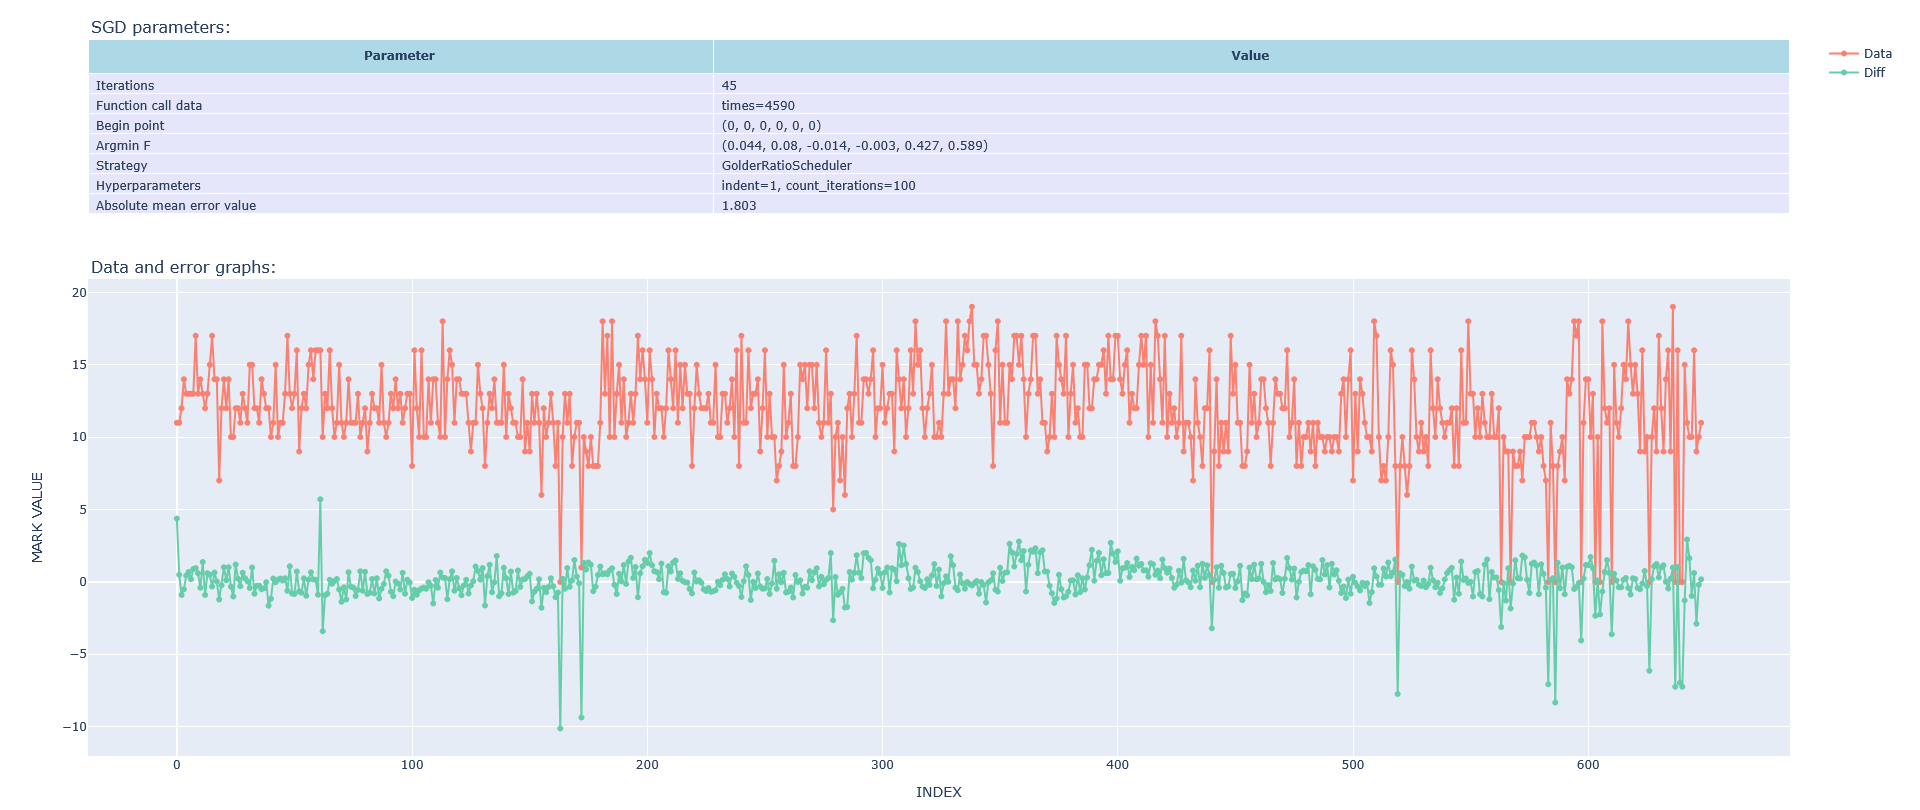 SGD parameters:
Parameter Value
Iterations 45
Function call data times=4590
Begin point (0, 0, 0, 0, 0, 0)
Argmin F (0.044, 0.08, -0.014, -0.003, 0.427, 0.589)
Strategy GolderRatioScheduler
Hyperparameters indent=1, count_iterations=100
Absolute mean error value 1.803
Data
Diff
Data and error graphs:
20
15
10
5
0
−5
−10
MARK VALUE
0 100 200 300 400 500 600
INDEX